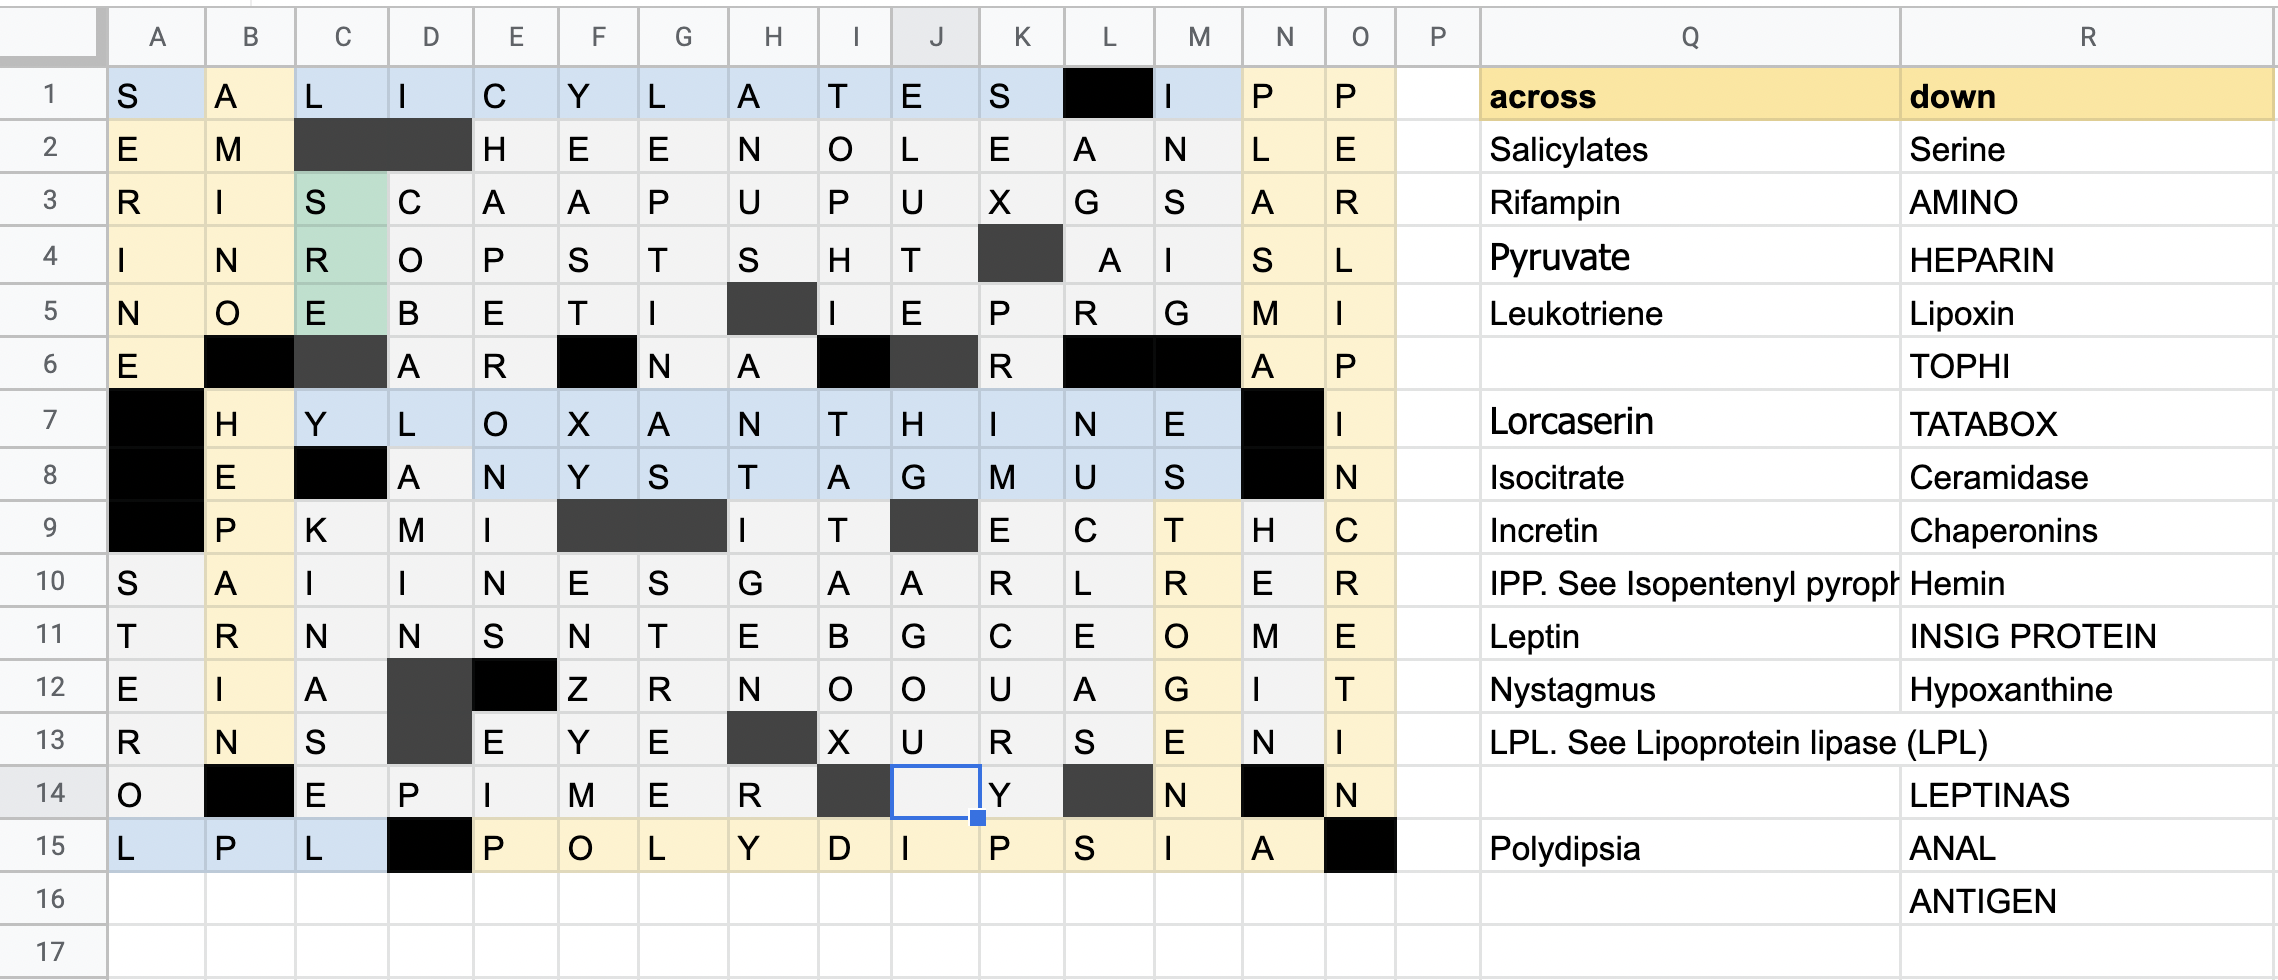 A B C D E F G H I J K L M N O P Q R
1 S A L I C Y L A T E S I P P across down
2 E M H E E N O L E A N L E Salicylates Serine
3 R I S C A A P U P U X G S A R Rifampin AMINO
4 I N R O P S T S H T A I S L Pyruvate HEPARIN
5 N O E B E T I I E P R G M I Leukotriene Lipoxin
6 E A R N A R A P TOPHI
7 H Y L O X A N T H I N E I Lorcaserin TATABOX
8 E A N Y S T A G M U S N Isocitrate Ceramidase
9 P K M I I T E C T H C Incretin Chaperonins
10 S A I I N E S G A A R L R E R IPP. See Isopentenyl pyroph Hemin
11 T R N N S N T E B G C E O M E Leptin INSIG PROTEIN
12 E I A Z R N O O U A G I T Nystagmus Hypoxanthine
13 R N S E Y E X U R S E N I LPL. See Lipoprotein lipase (LPL)
14 O E P I M E R Y N N LEPTINAS
15 L P L P O L Y D I P S I A Polydipsia ANAL
16 ANTIGEN
17